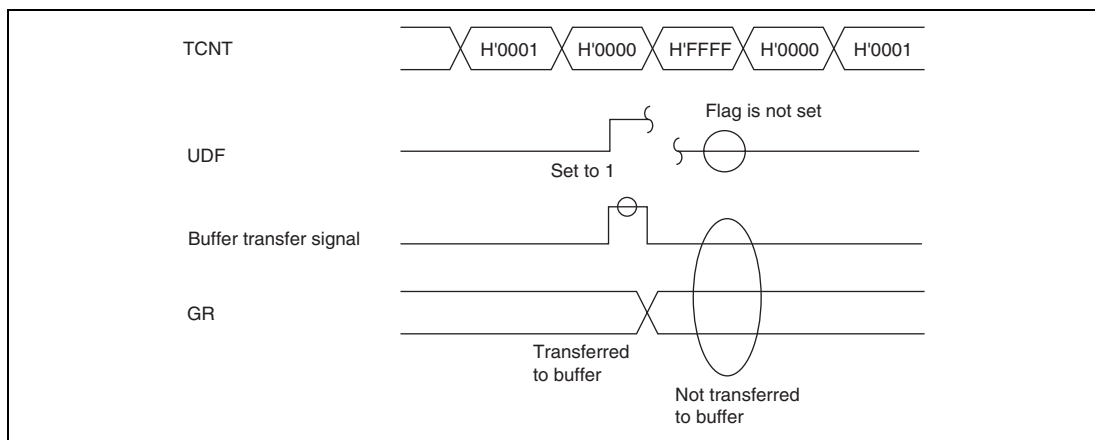 TCNT
H'0001
H'0000
H'FFFF
H'0000
H'0001
Flag is not set
UDF
Set to 1
Buffer transfer signal
GR
Transferred
to buffer
Not transferred
to buffer